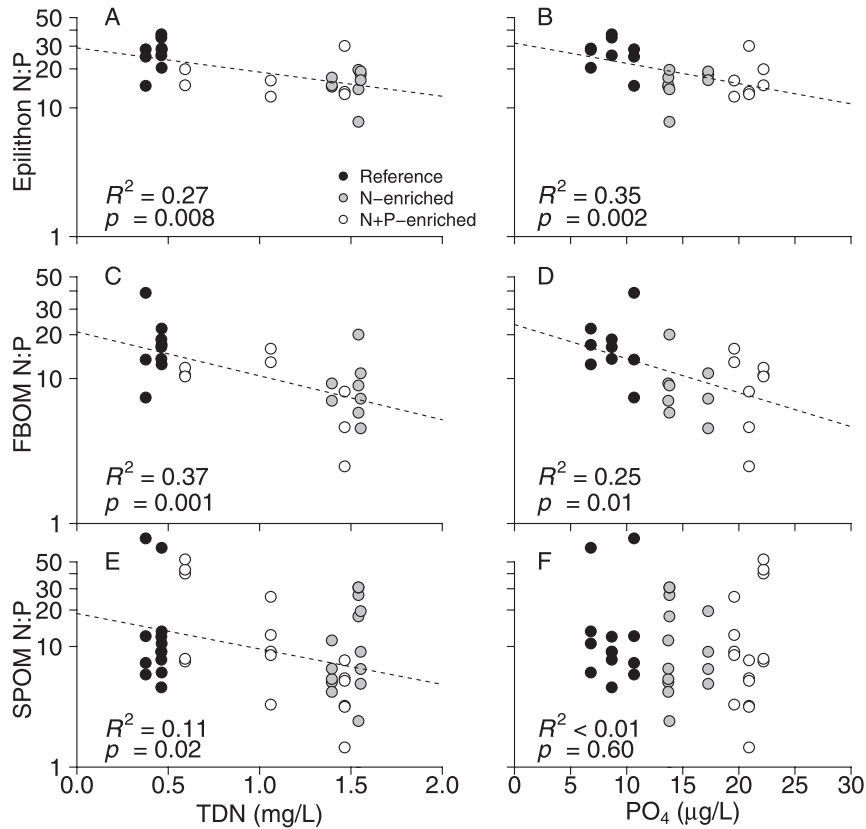 A
B
50
30
20
10
1
Epilithon N:P
R² = 0.27
p = 0.008
Reference
N−enriched
N+P−enriched
R² = 0.35
p = 0.002
C
D
50
30
20
10
1
FBOM N:P
R² = 0.37
p = 0.001
R² = 0.25
p = 0.01
E
F
50
30
20
10
1
SPOM N:P
R² = 0.11
p = 0.02
R² < 0.01
p = 0.60
0.0 0.5 1.0 1.5 2.0
0 5 10 15 20 25 30
TDN (mg/L)
PO₄ (μg/L)